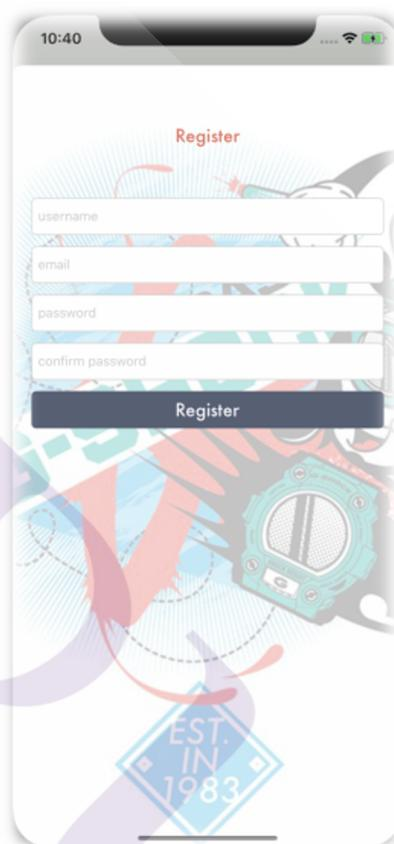 10:40
Register
username
email
password
confirm password
Register
G
EST.
IN
1983